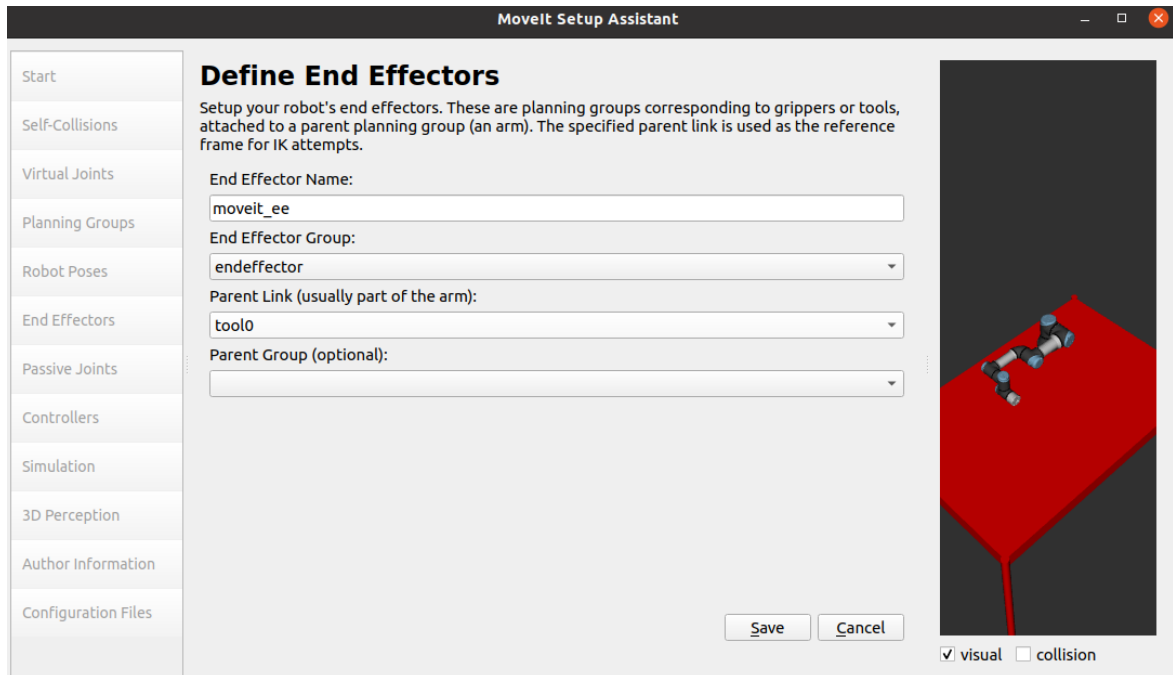 MoveIt Setup Assistant
Start
Self-Collisions
Virtual Joints
Planning Groups
Robot Poses
End Effectors
Passive Joints
Controllers
Simulation
3D Perception
Author Information
Configuration Files
Define End Effectors
Setup your robot's end effectors. These are planning groups corresponding to grippers or tools,
attached to a parent planning group (an arm). The specified parent link is used as the reference
frame for IK attempts.
End Effector Name:
moveit_ee
End Effector Group:
endeffector
Parent Link (usually part of the arm):
tool0
Parent Group (optional):
Save Cancel
visual collision